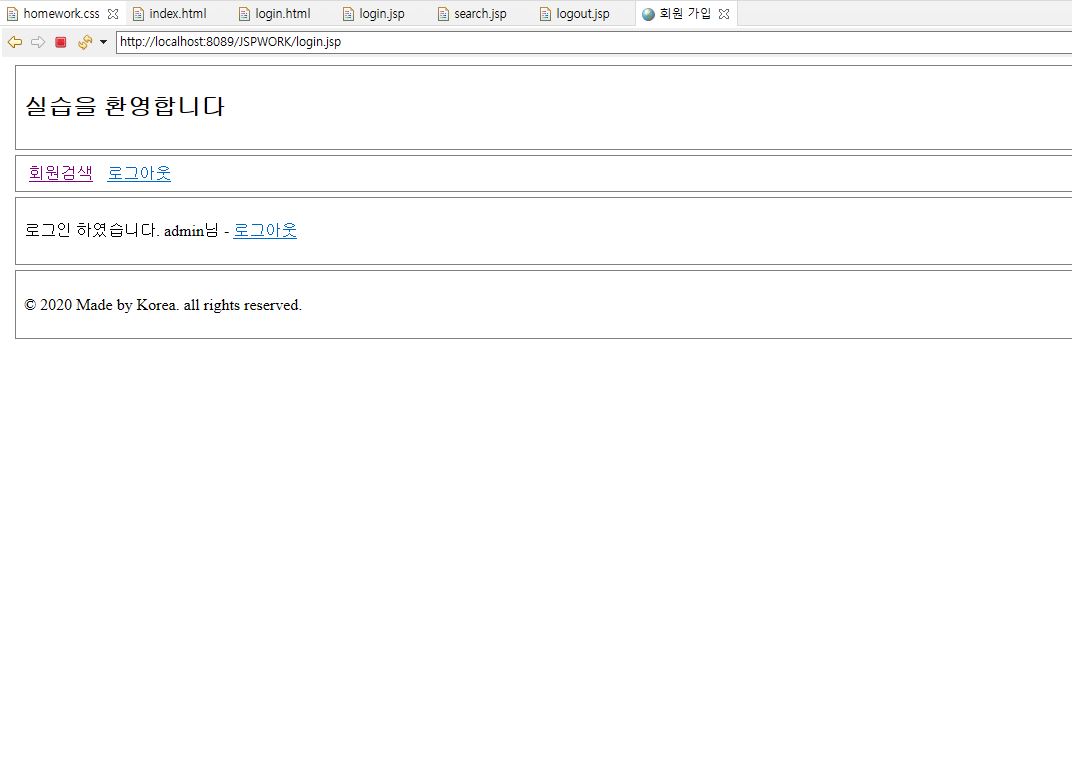 homework.css index.html login.html login.jsp search.jsp logout.jsp 회원 가입
http://localhost:8089/JSPWORK/login.jsp
실습을 환영합니다
회원검색 로그아웃
로그인 하였습니다. admin님 - 로그아웃
© 2020 Made by Korea. all rights reserved.